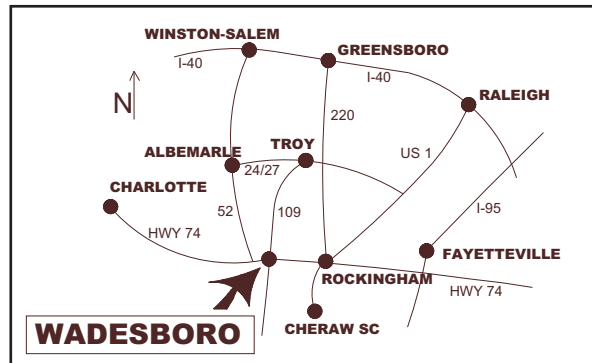 WINSTON-SALEM
GREENSBORO
I-40
I-40
RALEIGH
N
220
TROY
US 1
ALBEMARLE
24/27
CHARLOTTE
I-95
52
109
HWY 74
FAYETTEVILLE
ROCKINGHAM
HWY 74
CHERAW SC
WADESBORO